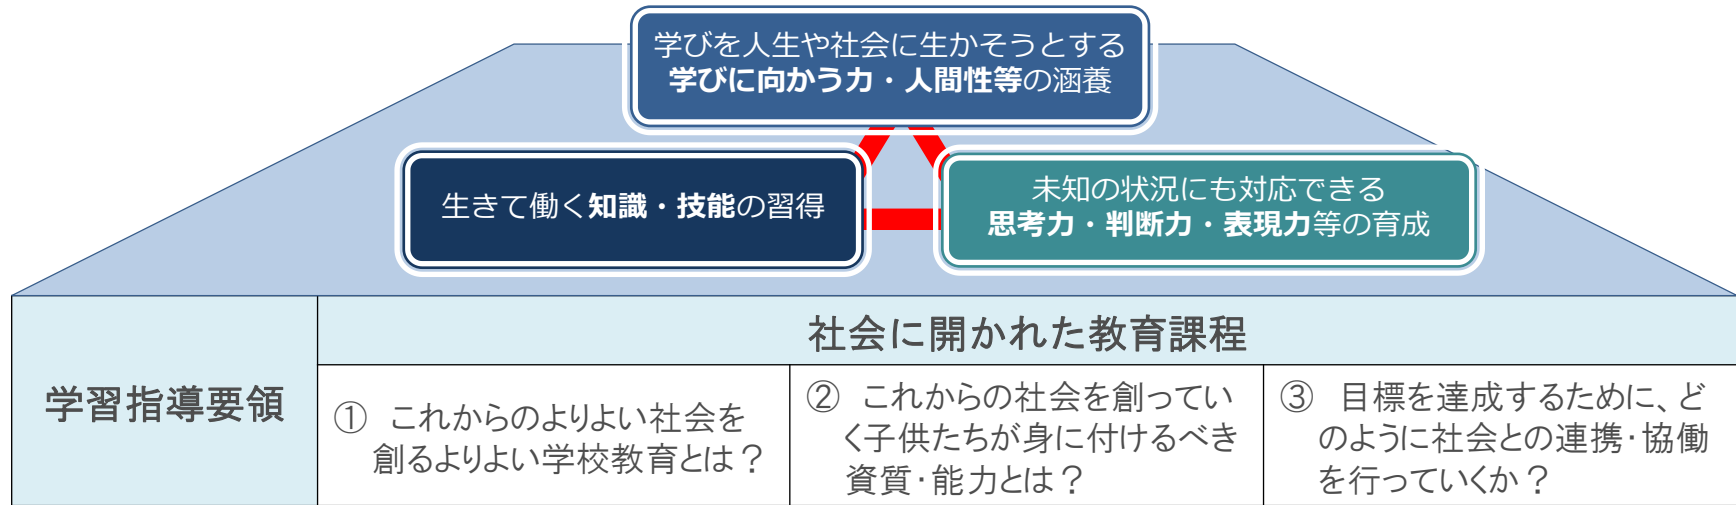 学びを人生や社会に生かそうとする
学びに向かう力・人間性等の涵養
生きて働く知識・技能の習得
未知の状況にも対応できる
思考力・判断力・表現力等の育成
学習指導要領
社会に開かれた教育課程
① これからのよりよい社会を
創るよりよい学校教育とは？
② これからの社会を創ってい
く子供たちが身に付けるべき
資質・能力とは？
③ 目標を達成するために、ど
のように社会との連携・協働
を行っていくか？